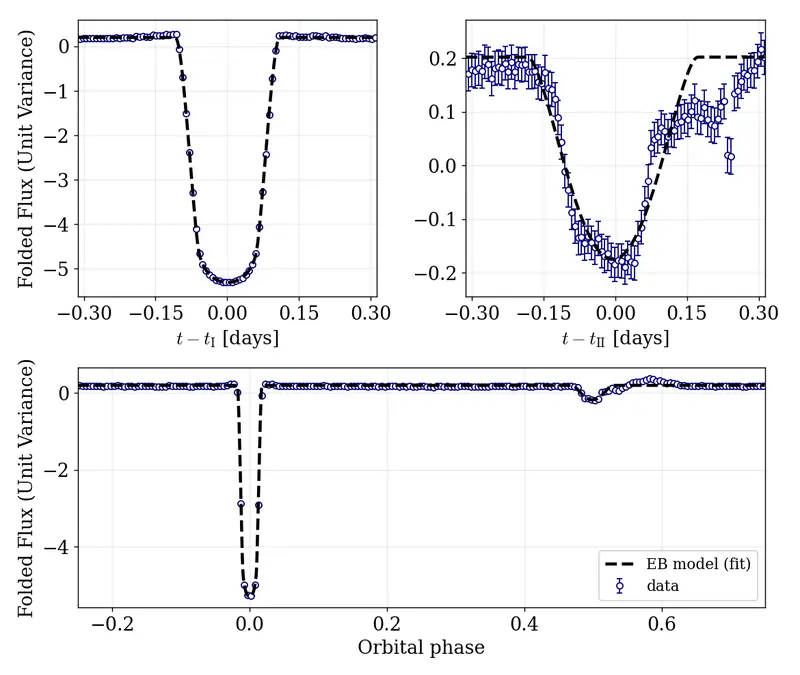 Folded Flux (Unit Variance)
0
−1
−2
−3
−4
−5
−0.30 −0.15 0.00 0.15 0.30
t − tI [days]
0.2
0.1
0.0
−0.1
−0.2
−0.30 −0.15 0.00 0.15 0.30
t − tII [days]
Folded Flux (Unit Variance)
0
−2
−4
EB model (fit)
data
−0.2 0.0 0.2 0.4 0.6
Orbital phase